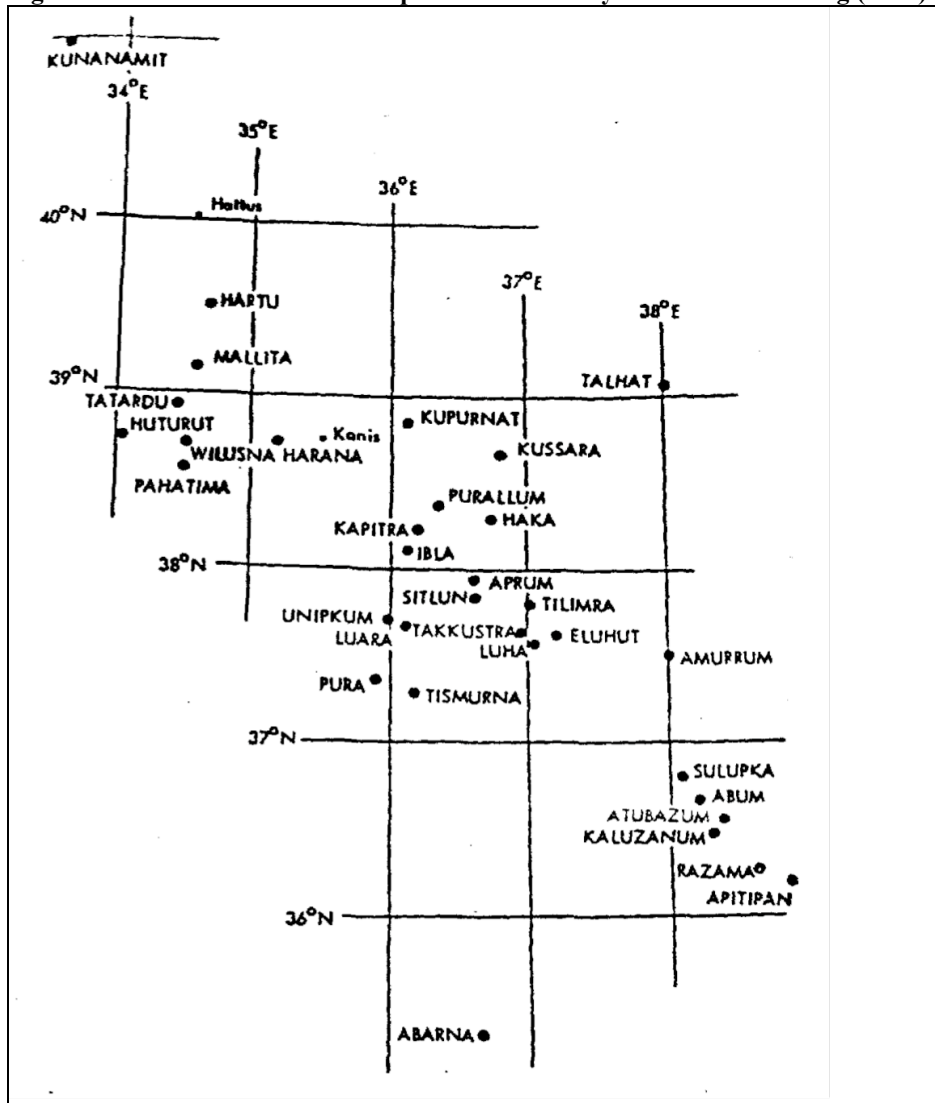 KUNANAMIT
34°E
35°E
36°E
Hattus
40°N
37°E
HARTU
38°E
MALLITA
39°N
TALHAT
TATARDU
KUPURNAT
HUTURUT
Kanis
WILUSNA HARANA
KUSSARA
PAHATIMA
PURALLUM
HAKA
KAPITRA
IBLA
38°N
APRUM
SITLUN
TILIMRA
UNIPKUM
TAKKUSTRA
ELUHUT
LUARA
LUHA
AMURRUM
PURA
TISMURNA
37°N
SULUPKA
ABUM
ATUBAZUM
KALUZANUM
RAZAMA
APITIPAN
36°N
ABARNA